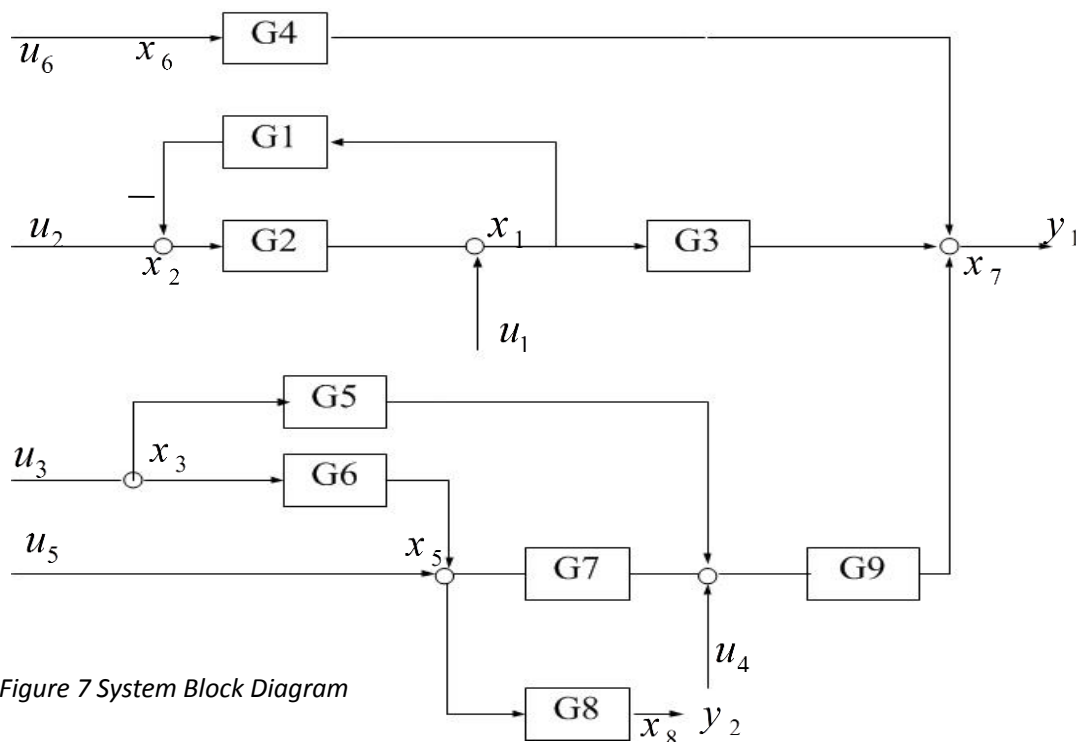 G4
u6 x6
G1
−
u2 G2 x1 G3 y1
x2 x7
u1
G5
u3 x3
G6
u5 x5
G7 G9
u4
Figure 7 System Block Diagram
G8 x8 y2